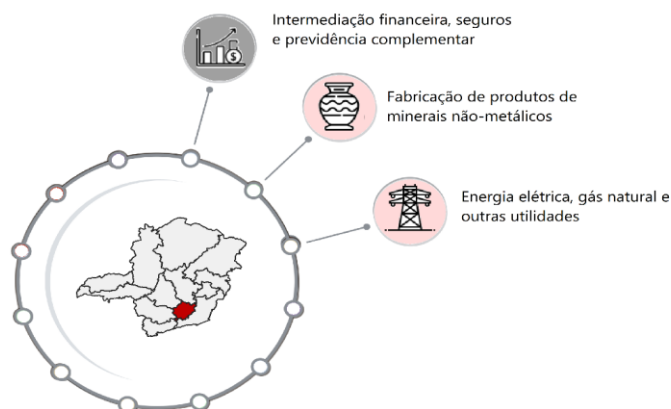 Intermediação financeira, seguros
e previdência complementar
Fabricação de produtos de
minerais não-metálicos
Energia elétrica, gás natural e
outras utilidades
$